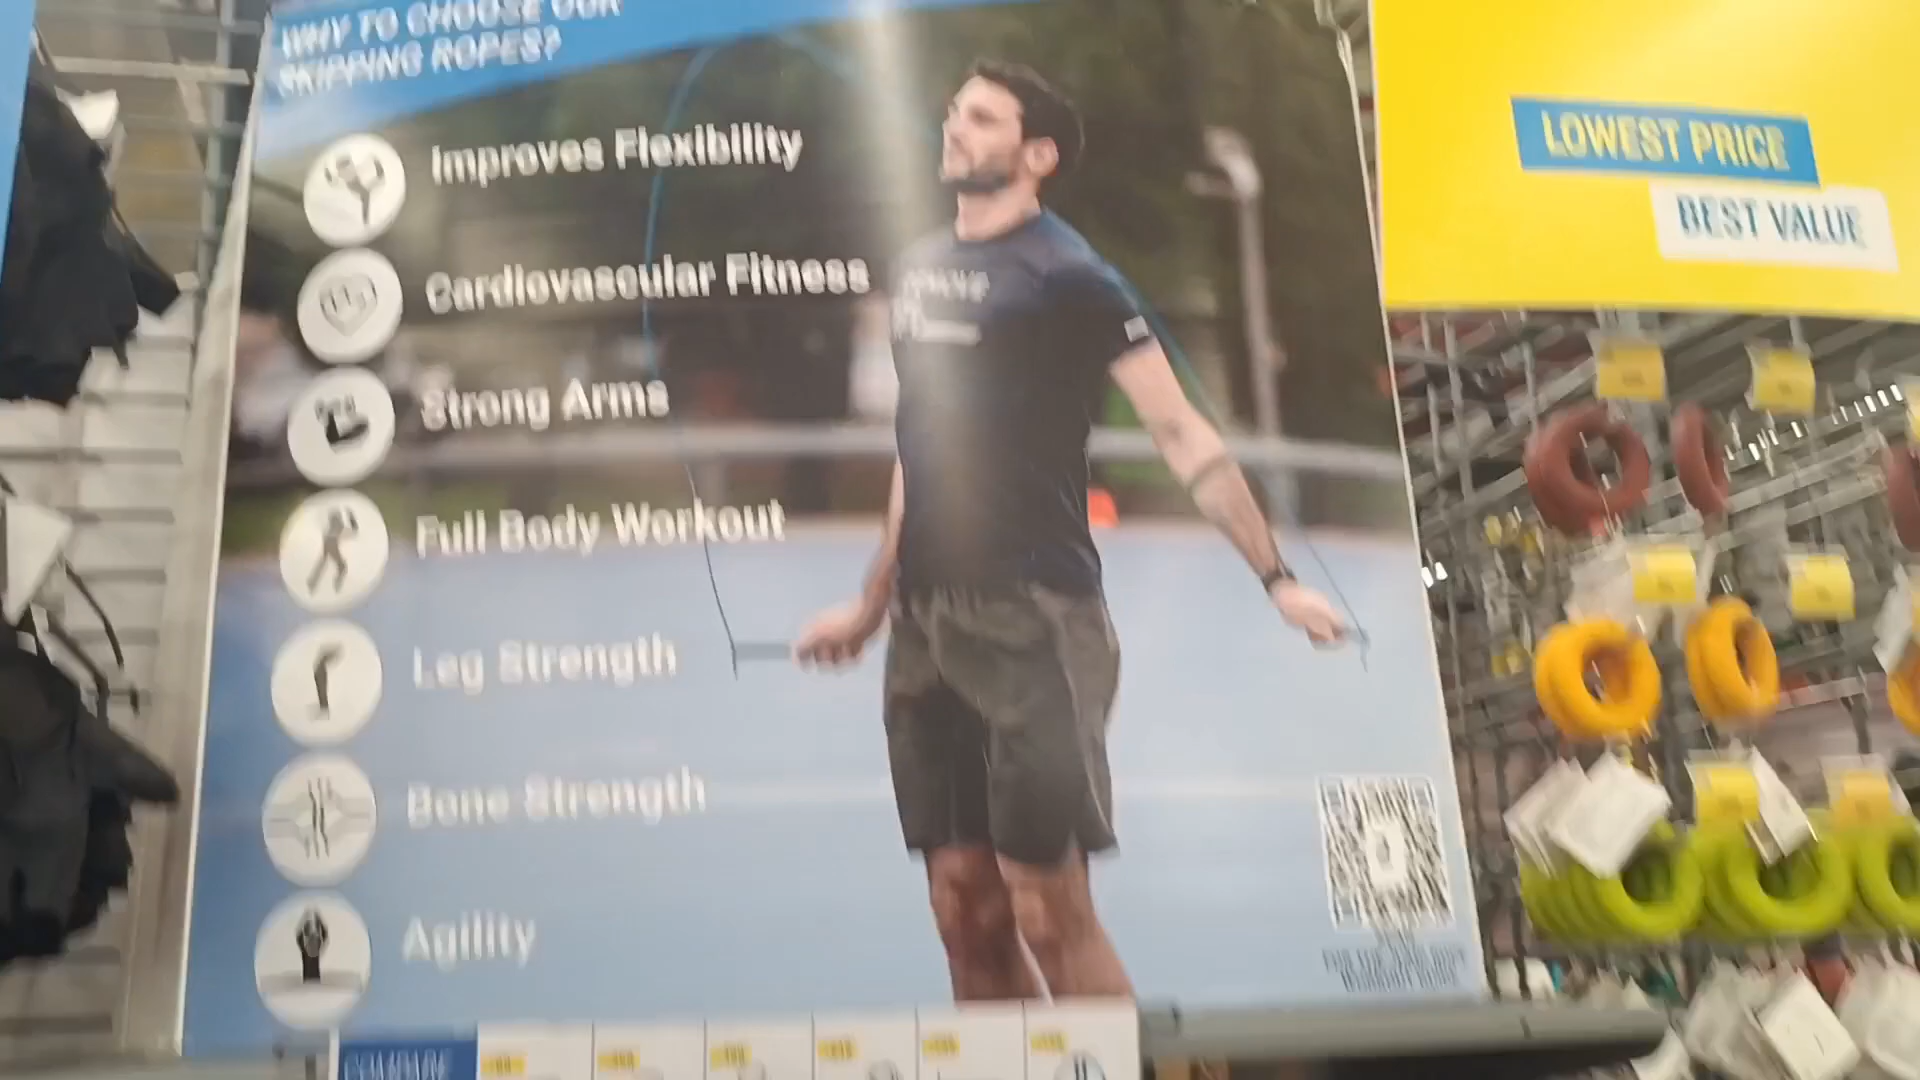 WHY TO CHOOSE OUR
SKIPPING ROPES?
Improves Flexibility
Cardiovascular Fitness
Strong Arms
Full Body Workout
Leg Strength
Bone Strength
Agility
LOWEST PRICE
BEST VALUE
COMPARE